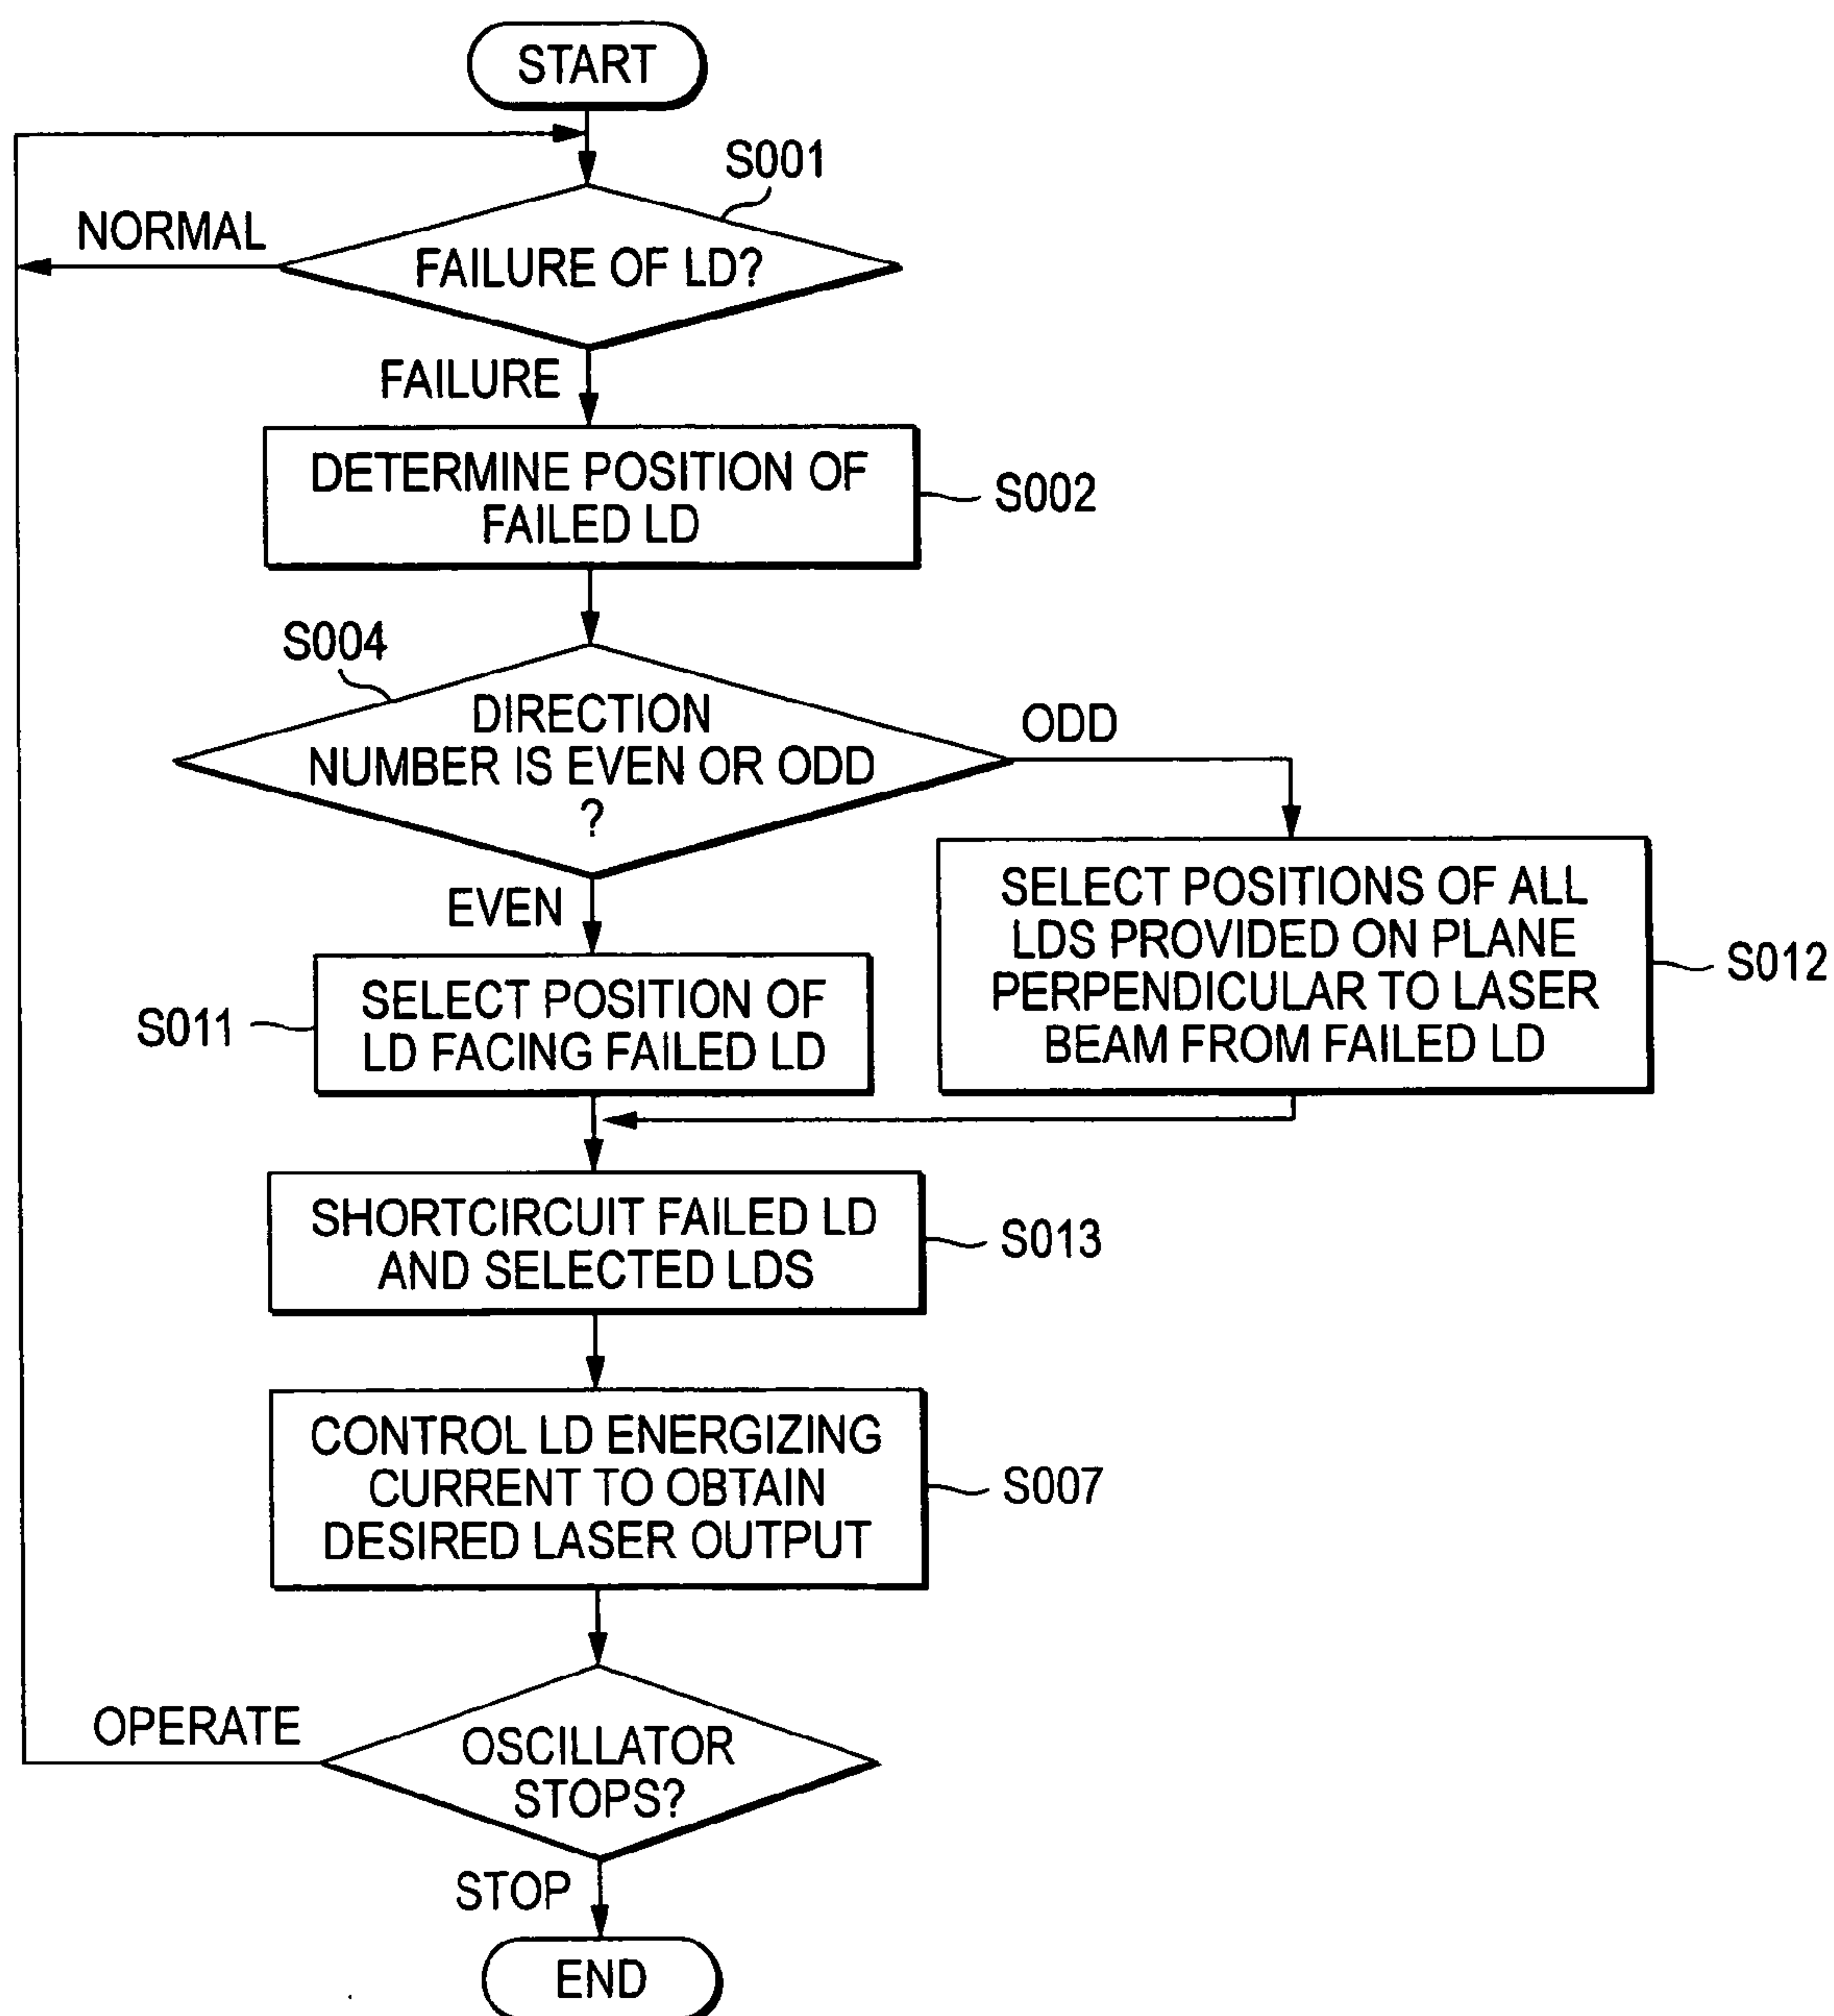 START
S001
NORMAL
FAILURE OF LD?
FAILURE
DETERMINE POSITION OF
FAILED LD
S002
S004
DIRECTION
NUMBER IS EVEN OR ODD
?
ODD
EVEN
SELECT POSITIONS OF ALL
LDS PROVIDED ON PLANE
PERPENDICULAR TO LASER
BEAM FROM FAILED LD
S012
S011
SELECT POSITION OF
LD FACING FAILED LD
SHORTCIRCUIT FAILED LD
AND SELECTED LDS
S013
CONTROL LD ENERGIZING
CURRENT TO OBTAIN
DESIRED LASER OUTPUT
S007
OPERATE
OSCILLATOR
STOPS?
STOP
END